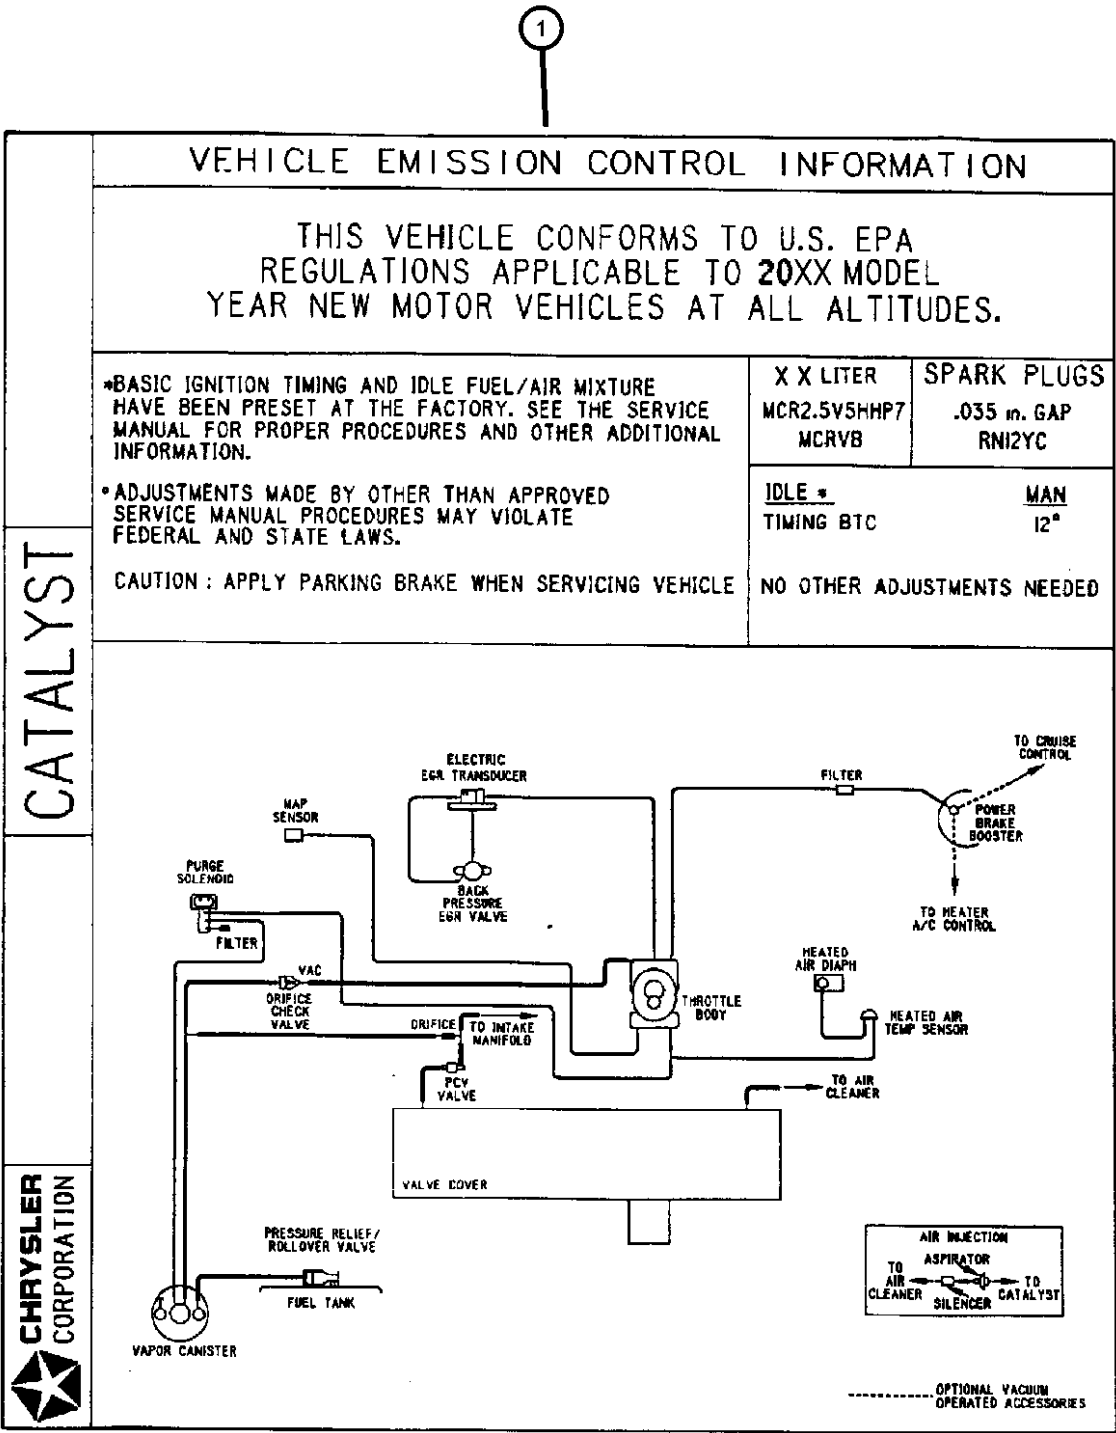 1
VEHICLE EMISSION CONTROL INFORMATION
THIS VEHICLE CONFORMS TO U.S. EPA
REGULATIONS APPLICABLE TO 20XX MODEL
YEAR NEW MOTOR VEHICLES AT ALL ALTITUDES.
*BASIC IGNITION TIMING AND IDLE FUEL/AIR MIXTURE
HAVE BEEN PRESET AT THE FACTORY. SEE THE SERVICE
MANUAL FOR PROPER PROCEDURES AND OTHER ADDITIONAL
INFORMATION.
•ADJUSTMENTS MADE BY OTHER THAN APPROVED
SERVICE MANUAL PROCEDURES MAY VIOLATE
FEDERAL AND STATE LAWS.
CAUTION : APPLY PARKING BRAKE WHEN SERVICING VEHICLE
X X LITER
MCR2.5V5HHP7
MCRVB
SPARK PLUGS
.035 in. GAP
RN12YC
IDLE * MAN
TIMING BTC 12°
NO OTHER ADJUSTMENTS NEEDED
CATALYST
CHRYSLER
CORPORATION
TO CRUISE
CONTROL
ELECTRIC
EGR TRANSDUCER
FILTER
MAP
SENSOR
POWER
BRAKE
BOOSTER
PURGE
SOLENOID
BACK
PRESSURE
EGR VALVE
TO HEATER
A/C CONTROL
FILTER
HEATED
AIR DIAPH
VAC
ORIFICE
CHECK
VALVE
THROTTLE
BODY
ORIFICE
TO INTAKE
MANIFOLD
HEATED AIR
TEMP SENSOR
PCV
VALVE
TO AIR
CLEANER
VALVE COVER
PRESSURE RELIEF/
ROLLOVER VALVE
FUEL TANK
VAPOR CANISTER
AIR INJECTION
ASPIRATOR
TO
AIR
CLEANER
TO
CATALYST
SILENCER
OPTIONAL VACUUM
OPERATED ACCESSORIES